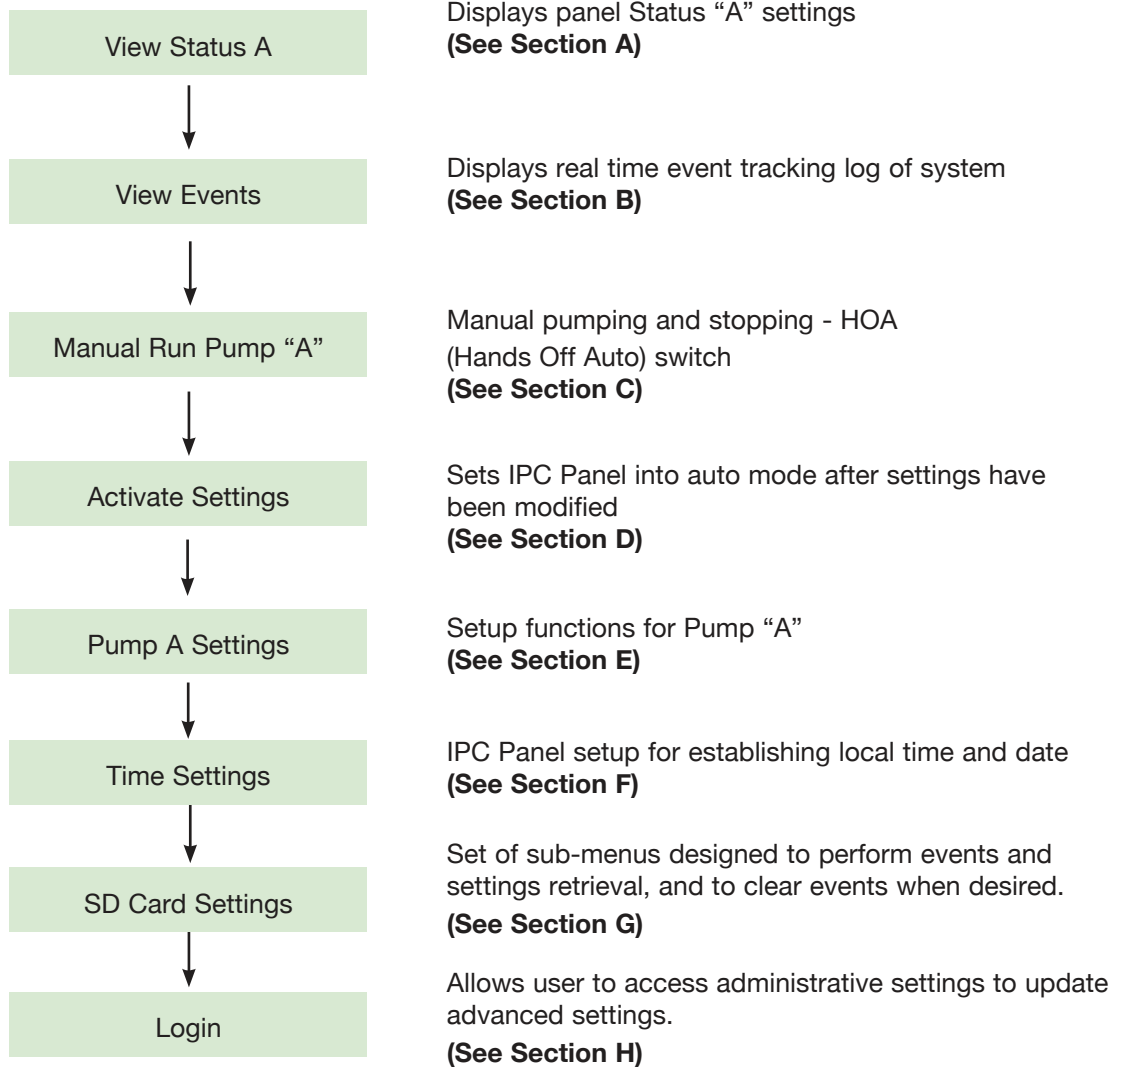 View Status A
Displays panel Status “A” settings
(See Section A)
View Events
Displays real time event tracking log of system
(See Section B)
Manual Run Pump “A”
Manual pumping and stopping - HOA
(Hands Off Auto) switch
(See Section C)
Activate Settings
Sets IPC Panel into auto mode after settings have
been modified
(See Section D)
Pump A Settings
Setup functions for Pump “A”
(See Section E)
Time Settings
IPC Panel setup for establishing local time and date
(See Section F)
SD Card Settings
Set of sub-menus designed to perform events and
settings retrieval, and to clear events when desired.
(See Section G)
Login
Allows user to access administrative settings to update
advanced settings.
(See Section H)